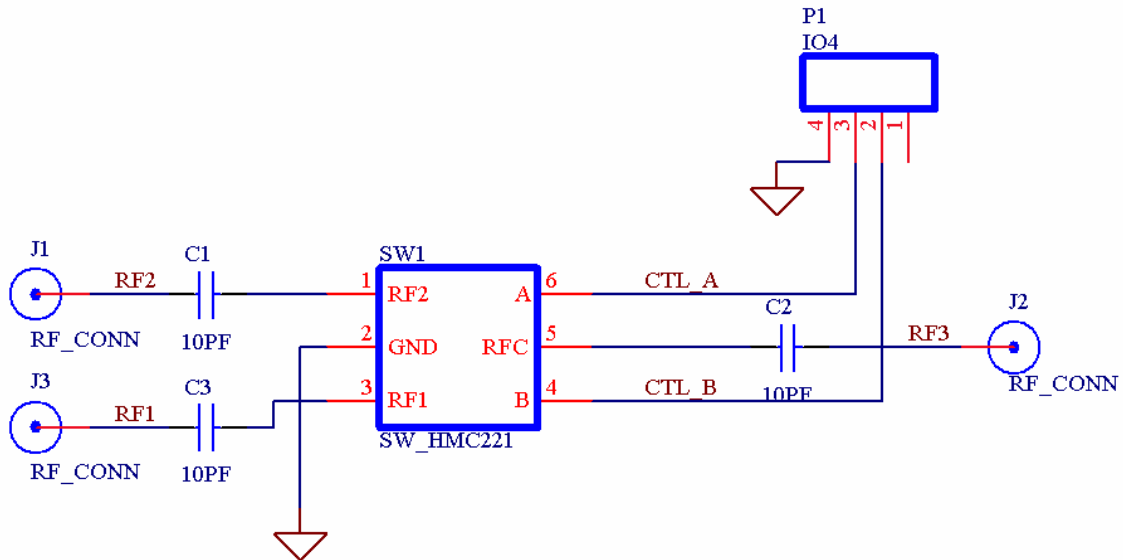 P1
IO4
4 3 2 1
J1
RF2
C1
RF_CONN
10PF
SW1
1 RF2
2 GND
3 RF1
A 6
RFC 5
B 4
SW_HMC221
CTL_A
C2
10PF
RF3
J2
RF_CONN
CTL_B
J3
RF1
C3
RF_CONN
10PF